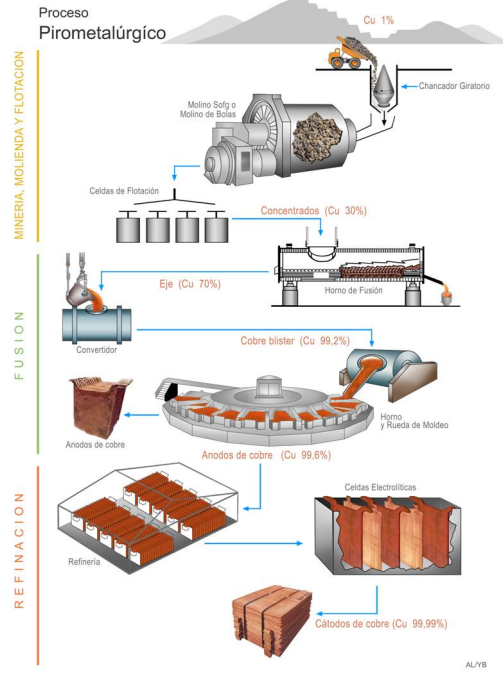 Proceso
Pirometalúrgíco
Cu 1%
Chancador Giratorio
MINERIA, MOLIENDA Y FLOTACION
Molino Sofg o
Molino de Bolas
Celdas de Flotación
Concentrados (Cu 30%)
Eje (Cu 70%)
Horno de Fusión
FUSION
Convertidor
Cobre blister (Cu 99,2%)
Horno
y Rueda de Moldeo
Anodos de cobre
Anodos de cobre (Cu 99,6%)
REFINACION
Celdas Electrolíticas
Refinería
Cátodos de cobre (Cu 99,99%)
AL/YB